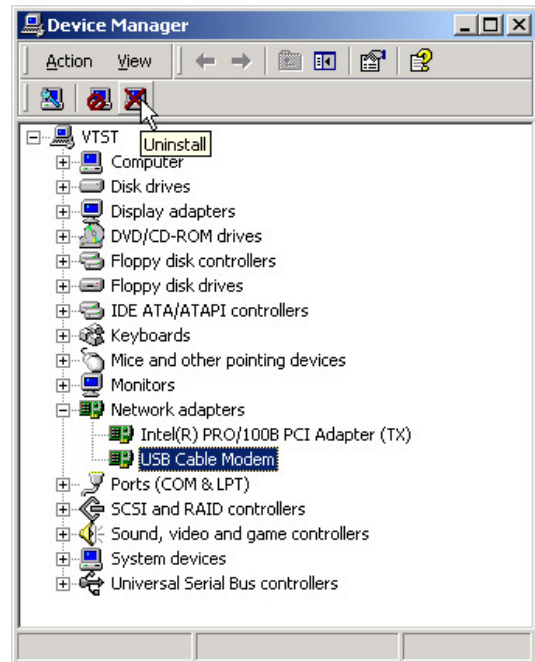 Device Manager
Action View
VTST
Uninstall
Computer
Disk drives
Display adapters
DVD/CD-ROM drives
Floppy disk controllers
Floppy disk drives
IDE ATA/ATAPI controllers
Keyboards
Mice and other pointing devices
Monitors
Network adapters
Intel(R) PRO/100B PCI Adapter (TX)
USB Cable Modem
Ports (COM & LPT)
SCSI and RAID controllers
Sound, video and game controllers
System devices
Universal Serial Bus controllers